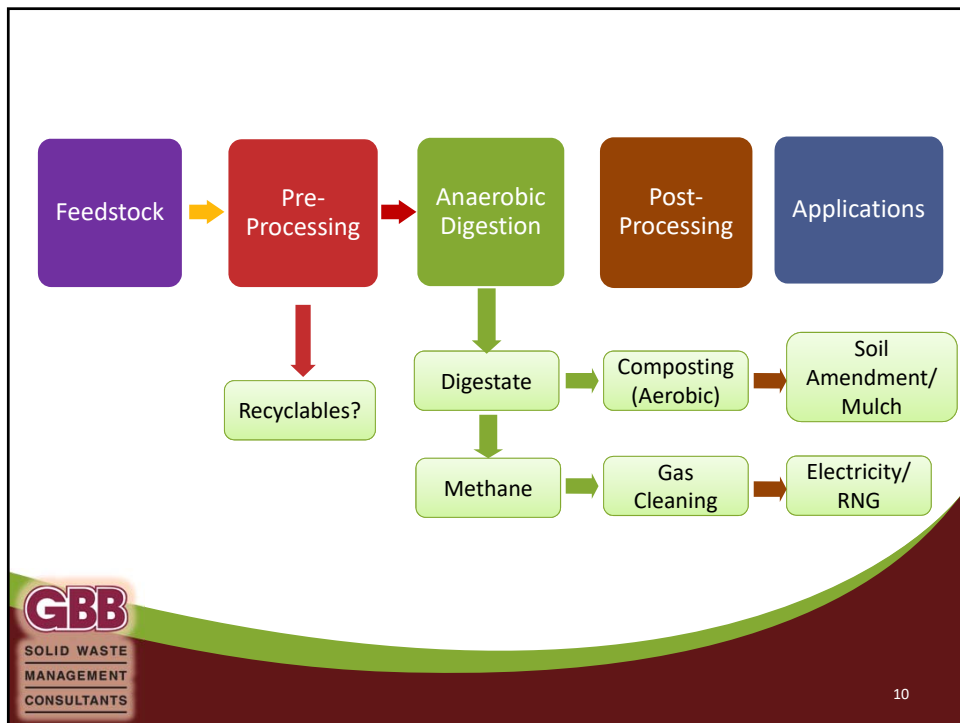 Feedstock
Pre-
Processing
Anaerobic
Digestion
Post-
Processing
Applications
Recyclables?
Digestate
Composting
(Aerobic)
Soil
Amendment/
Mulch
Methane
Gas
Cleaning
Electricity/
RNG
GBB
SOLID WASTE
MANAGEMENT
CONSULTANTS
10